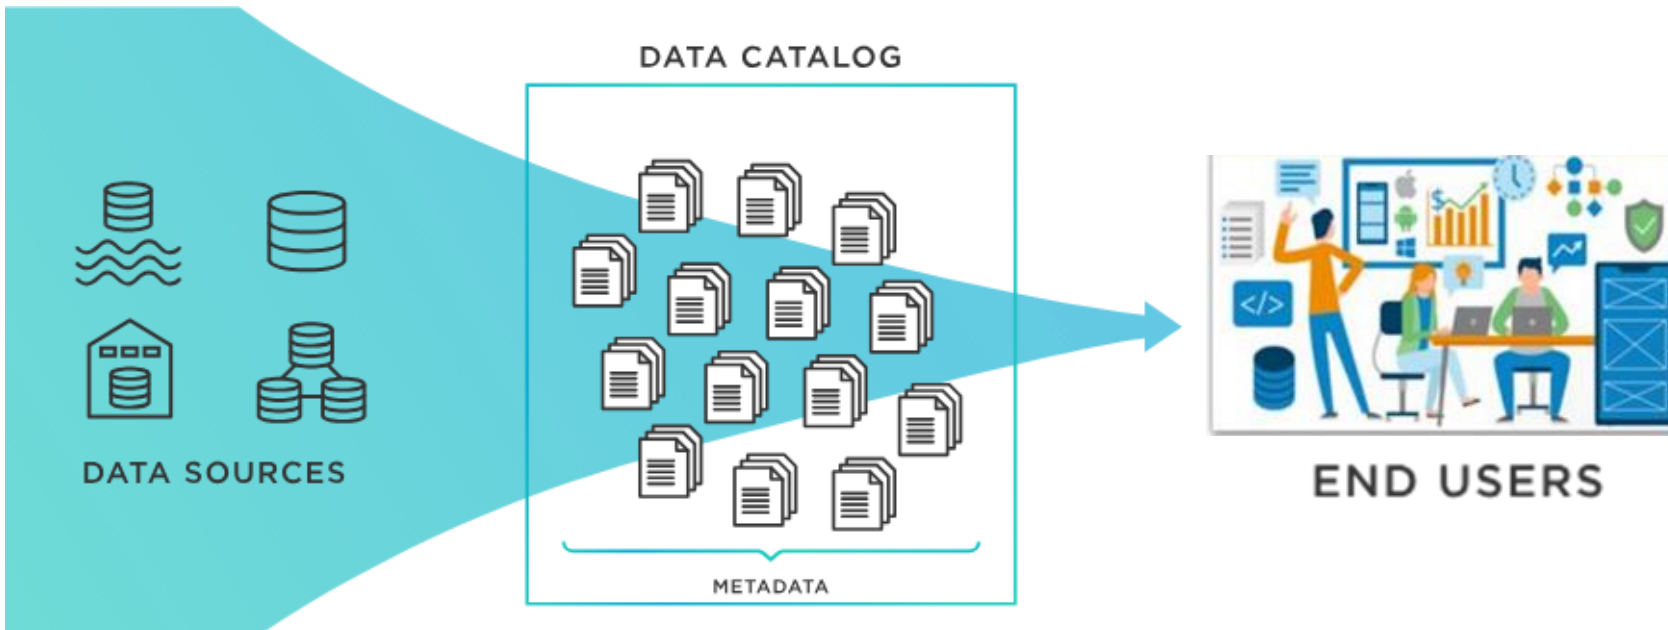 DATA CATALOG
DATA SOURCES
METADATA
$
</>
END USERS